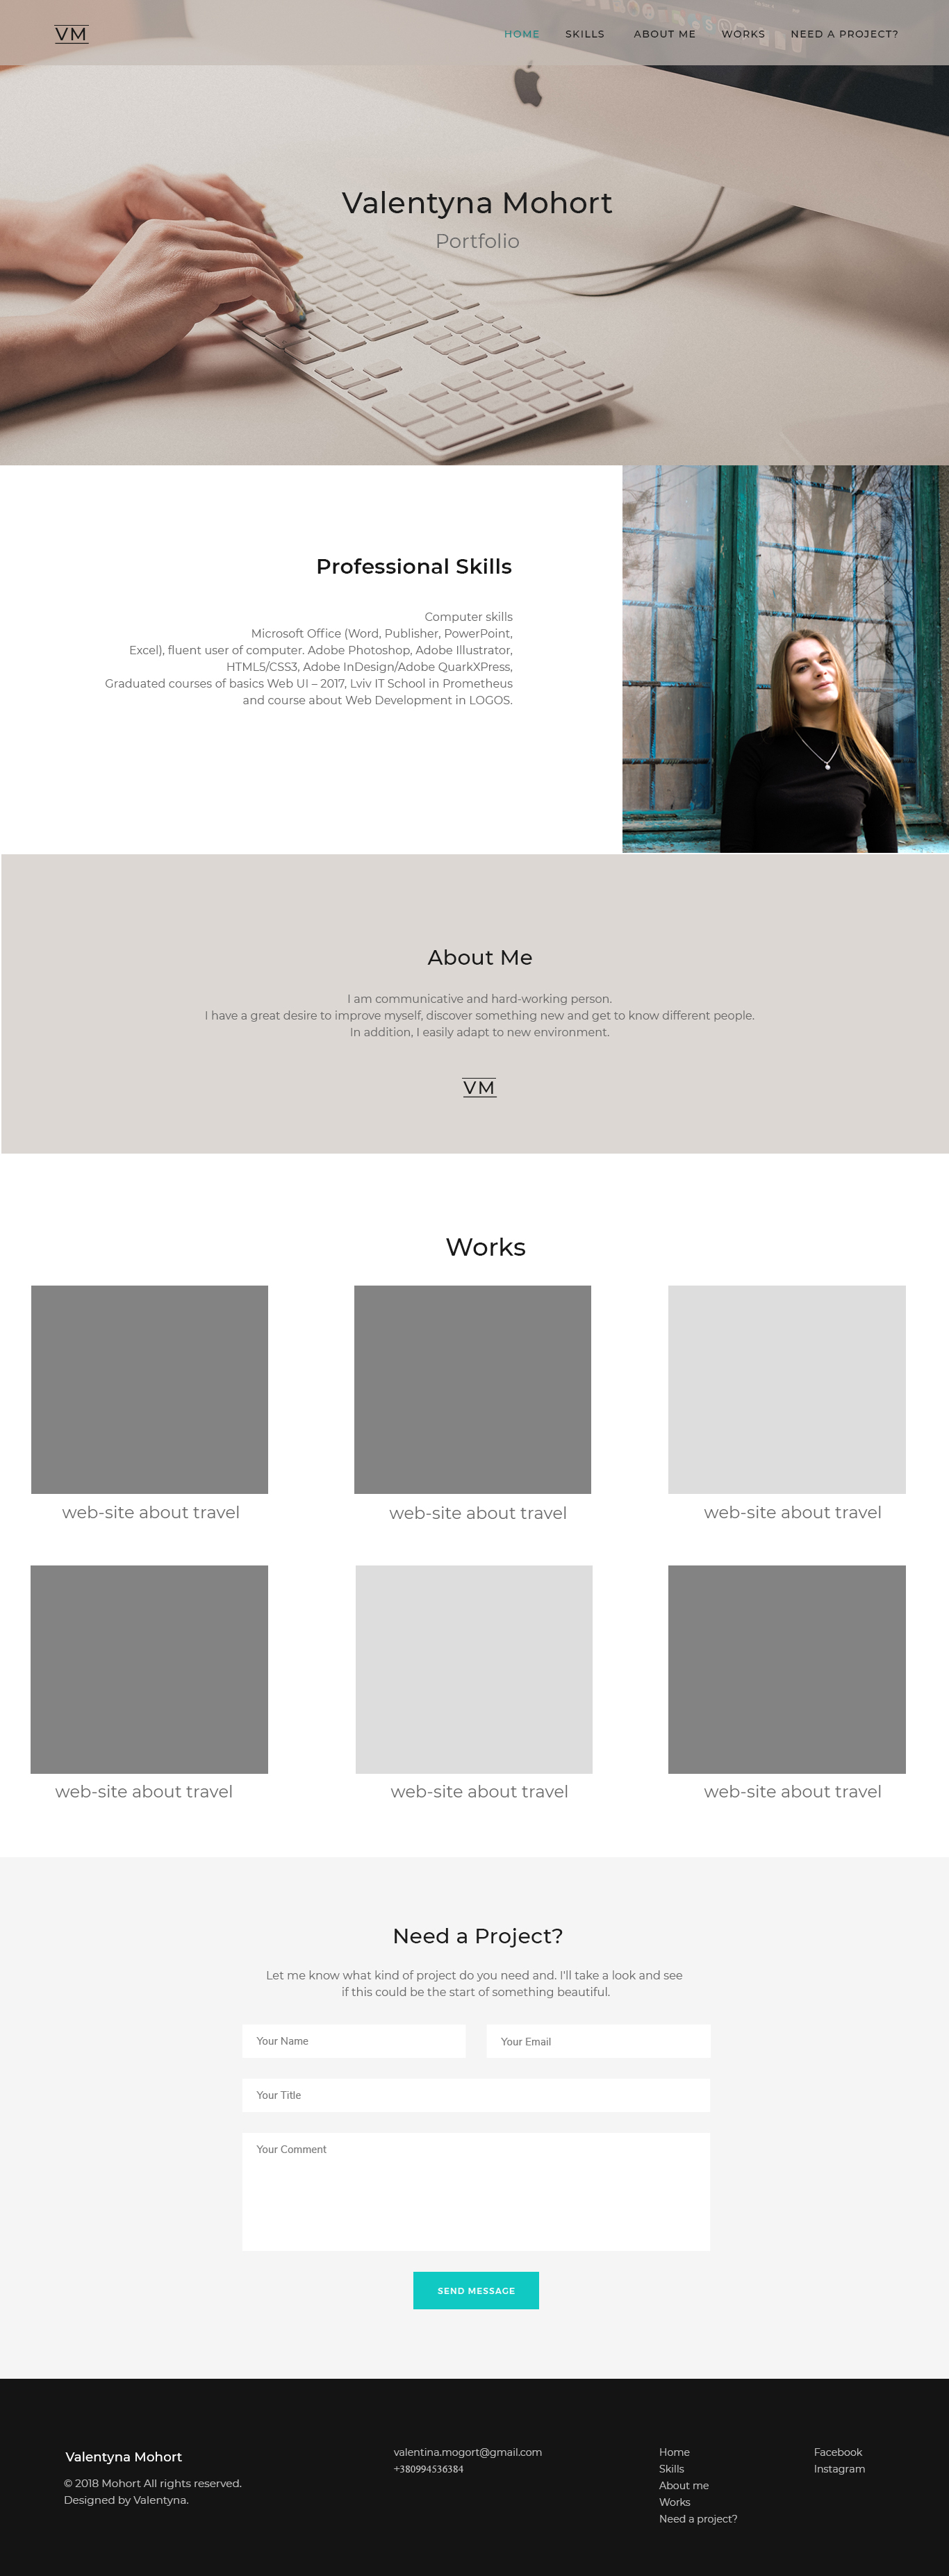 VM
HOME SKILLS ABOUT ME WORKS NEED A PROJECT?
Valentyna Mohort
Portfolio
Professional Skills
Computer skills
Microsoft Office (Word, Publisher, PowerPoint,
Excel), fluent user of computer. Adobe Photoshop, Adobe Illustrator,
HTML5/CSS3, Adobe InDesign/Adobe QuarkXPress,
Graduated courses of basics Web UI – 2017, Lviv IT School in Prometheus
and course about Web Development in LOGOS.
About Me
I am communicative and hard-working person.
I have a great desire to improve myself, discover something new and get to know different people.
In addition, I easily adapt to new environment.
VM
Works
web-site about travel
web-site about travel
web-site about travel
web-site about travel
web-site about travel
web-site about travel
Need a Project?
Let me know what kind of project do you need and. I'll take a look and see
if this could be the start of something beautiful.
Your Name
Your Email
Your Title
Your Comment
SEND MESSAGE
Valentyna Mohort
© 2018 Mohort All rights reserved.
Designed by Valentyna.
valentina.mogort@gmail.com
+380994536384
Home
Skills
About me
Works
Need a project?
Facebook
Instagram